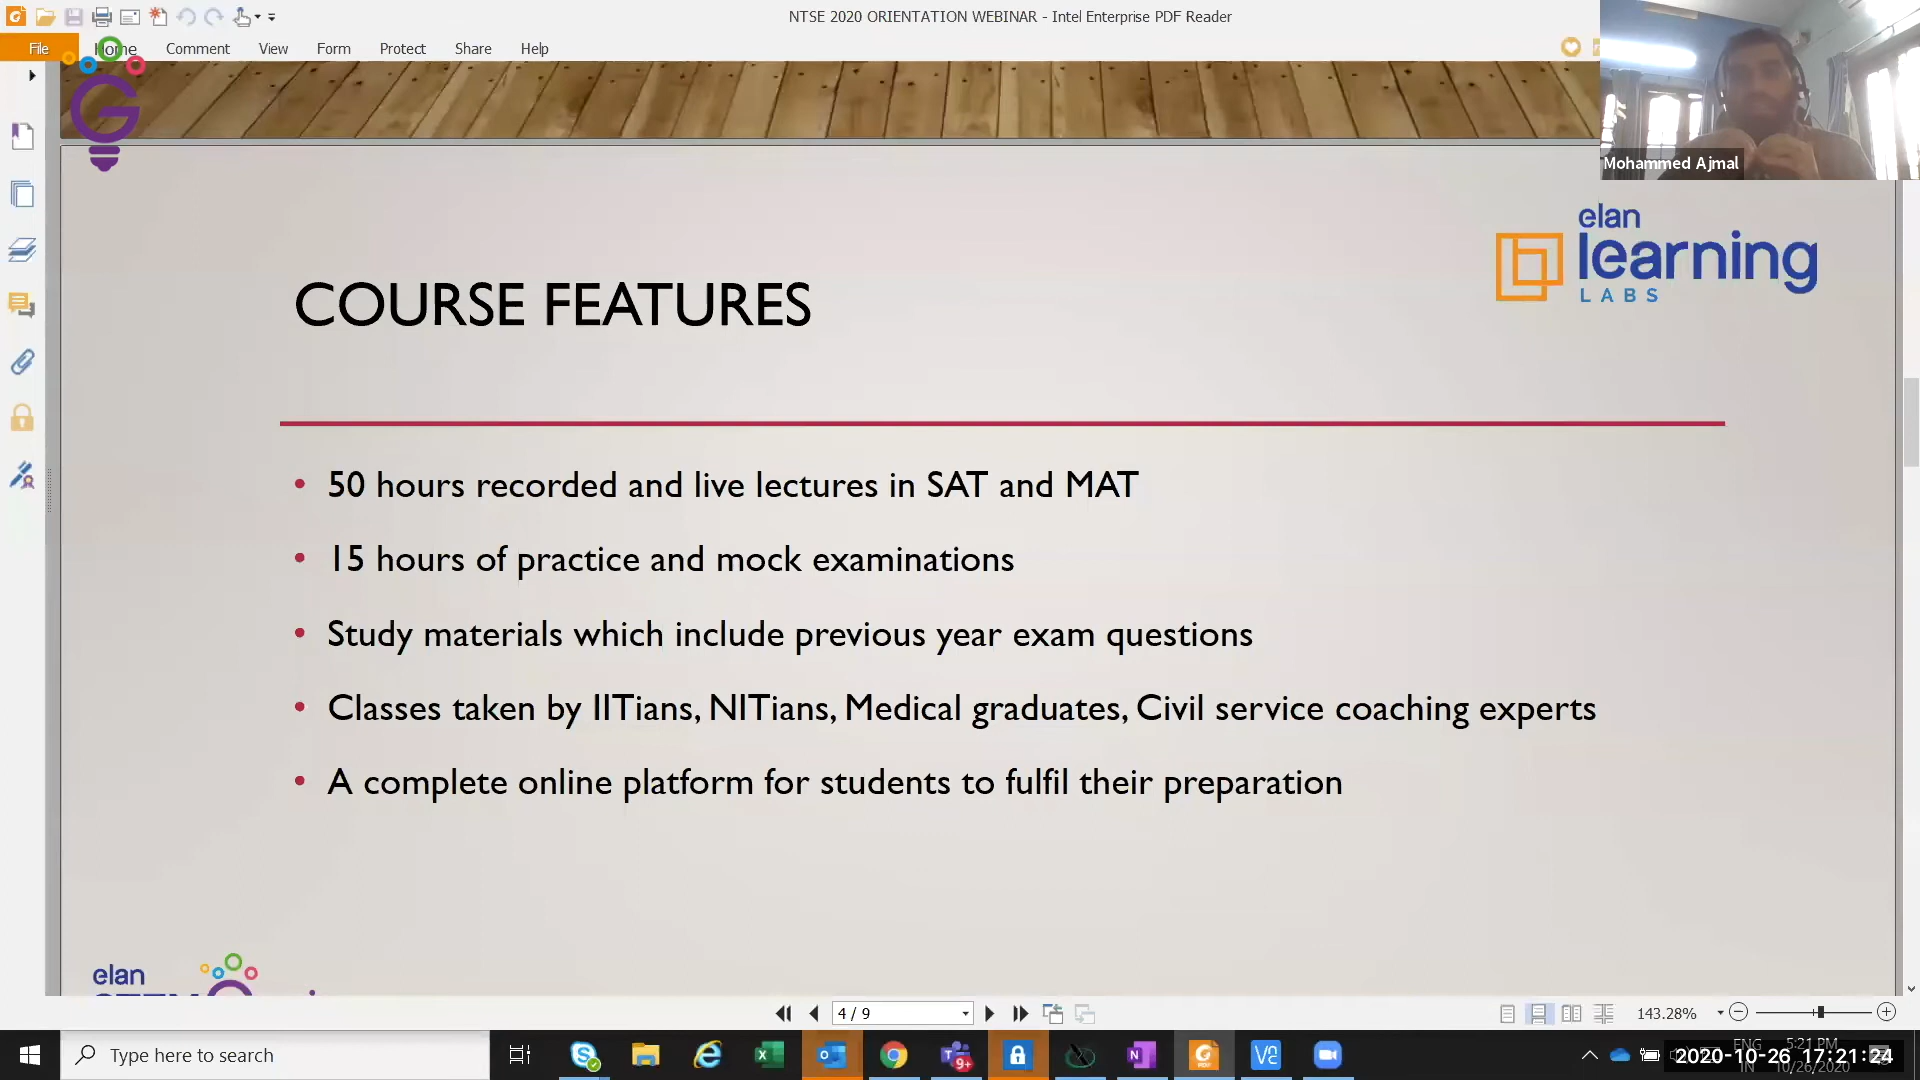 NTSE 2020 ORIENTATION WEBINAR - Intel Enterprise PDF Reader
File Home Comment View Form Protect Share Help
G
Mohammed Ajmal
elan
learning
LABS
COURSE FEATURES
• 50 hours recorded and live lectures in SAT and MAT
• 15 hours of practice and mock examinations
• Study materials which include previous year exam questions
• Classes taken by IITians, NITians, Medical graduates, Civil service coaching experts
• A complete online platform for students to fulfil their preparation
elan
4 / 9
143.28%
Type here to search
9+
ENG
5:21 PM
2020-10-26 17:21:24
IN
10/26/2020